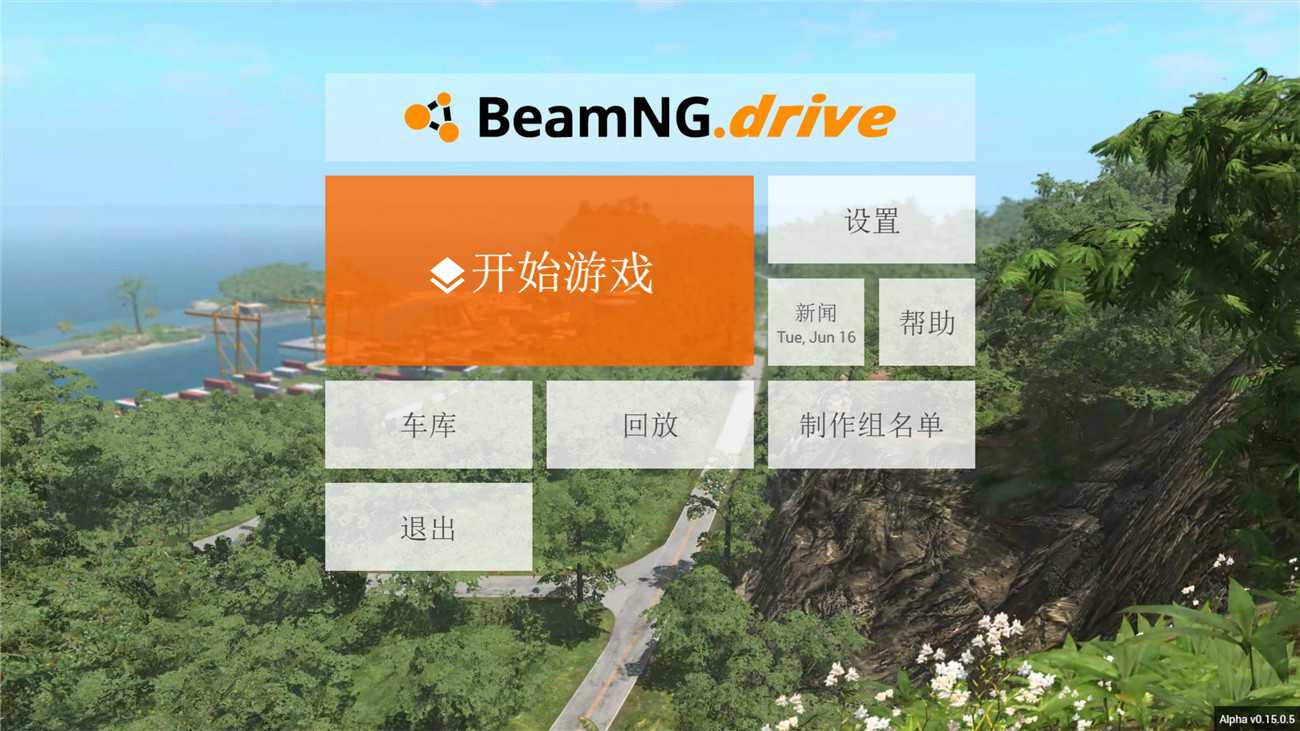 BeamNG.drive
开始游戏
设置
新闻
Tue, Jun 16
帮助
车库
回放
制作组名单
退出
Alpha v0.15.0.5